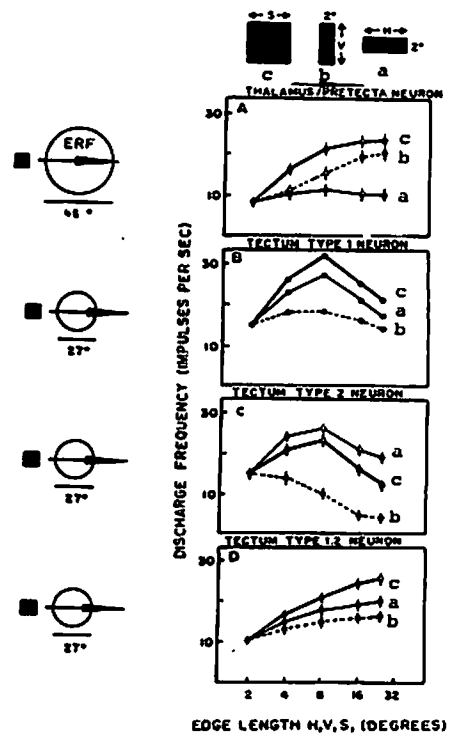 S 2° H
V 2°
c b a
THALAMUS/PRETECTA NEURON
A
30
10
c
b
a
ERF
46°
TECTUM TYPE 1 NEURON
B
30
10
c
a
b
27°
TECTUM TYPE 2 NEURON
C
30
10
a
c
b
27°
TECTUM TYPE 1.2 NEURON
D
30
10
c
a
b
27°
2 4 8 16 32
DISCHARGE FREQUENCY (IMPULSES PER SEC)
EDGE LENGTH H,V,S, (DEGREES)